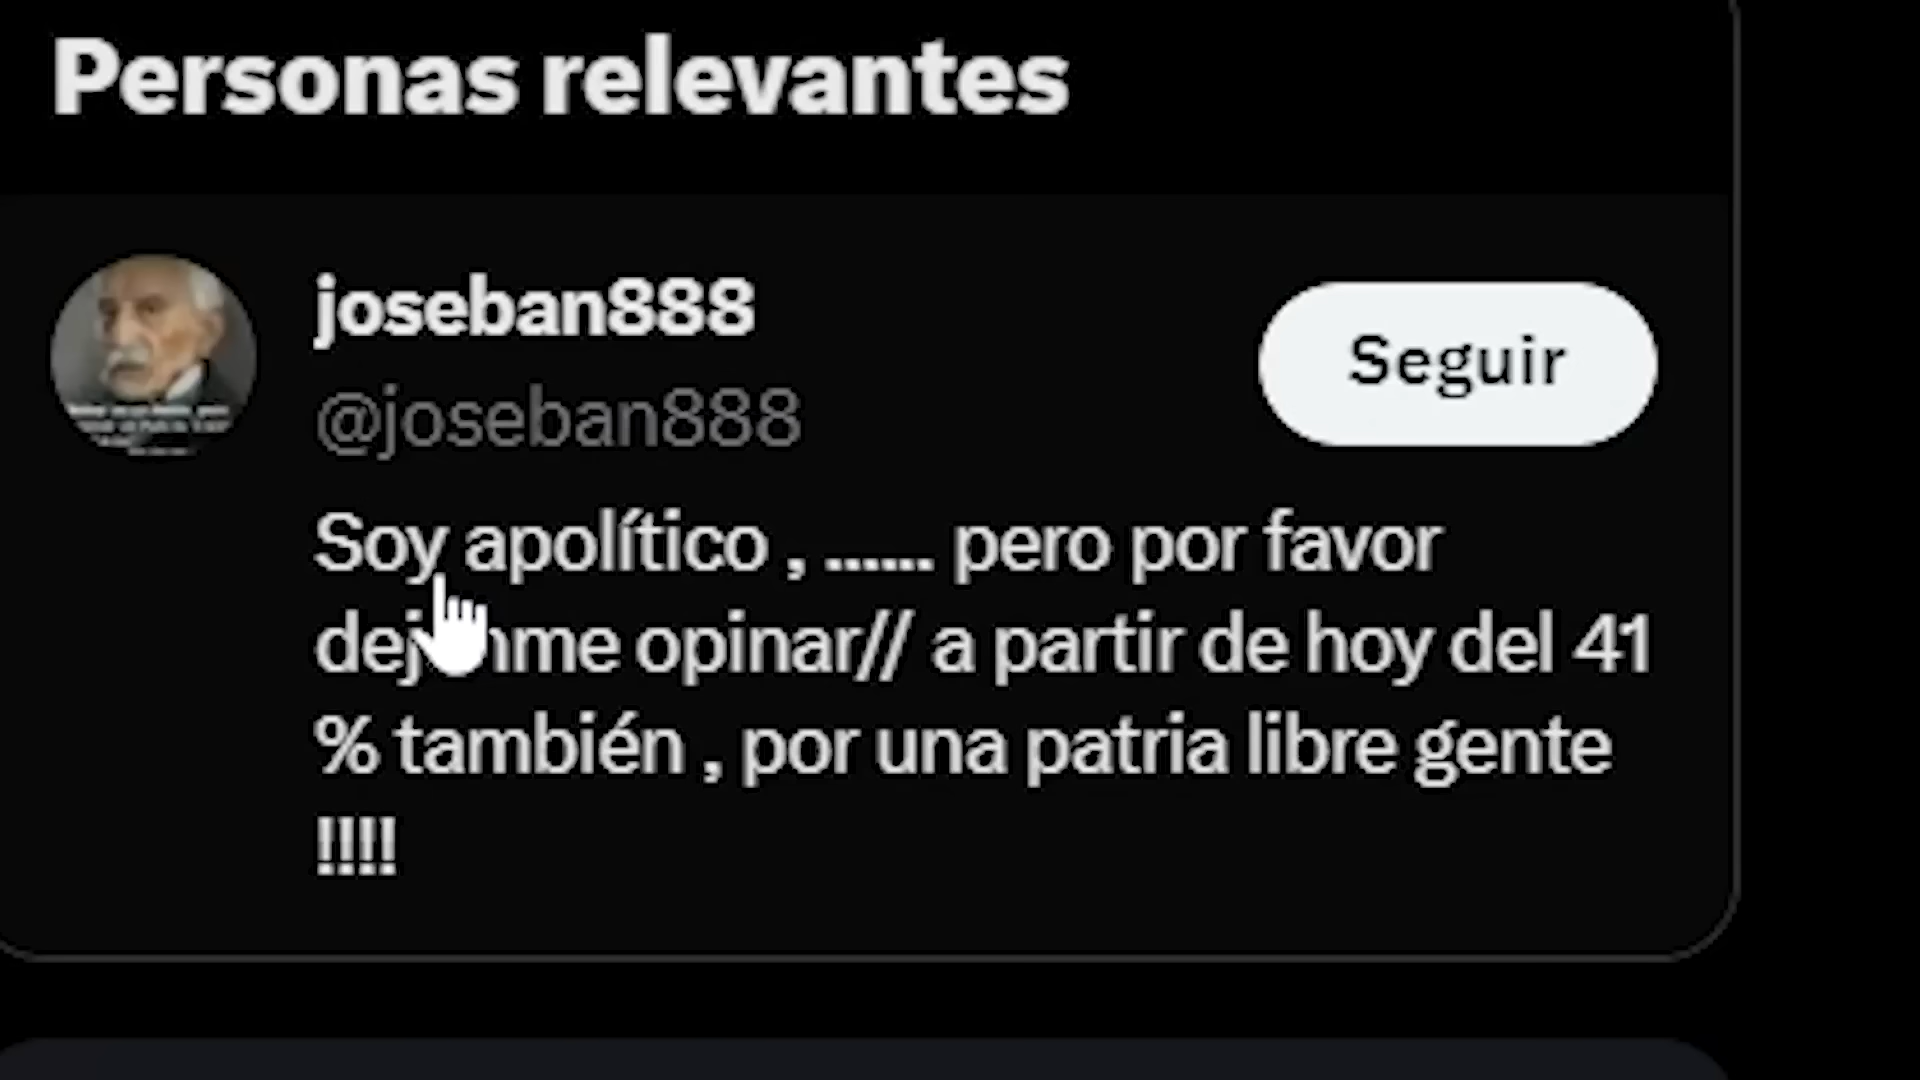 Personas relevantes
joseban888
@joseban888
Seguir
Soy apolítico , ...... pero por favor
opinar// a partir de hoy del 41
% también , por una patria libre gente
!!!!